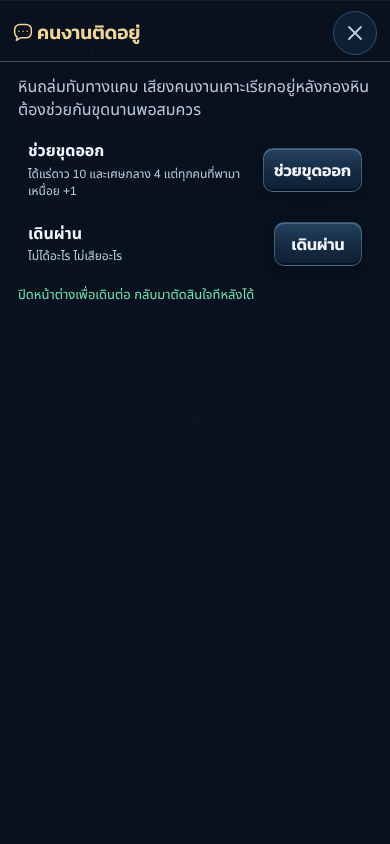 คนงานติดอยู่
หินถล่มทับทางแคบ เสียงคนงานเคาะเรียกอยู่หลังกองหิน
ต้องช่วยกันขุดนานพอสมควร
ช่วยขุดออก
ได้แร่ดาว 10 และเศษกลาง 4 แต่ทุกคนที่พามา
เหนื่อย +1
ช่วยขุดออก
เดินผ่าน
ไม่ได้อะไร ไม่เสียอะไร
เดินผ่าน
ปิดหน้าต่างเพื่อเดินต่อ กลับมาตัดสินใจทีหลังได้